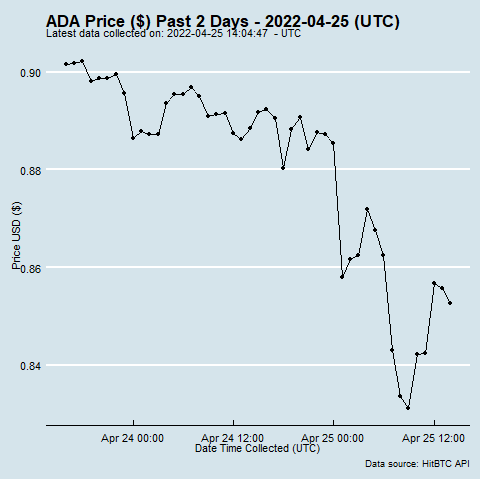 ADA Price ($) Past 2 Days - 2022-04-25 (UTC)
Latest data collected on: 2022-04-25 14:04:47 - UTC
0.90
0.88
0.86
0.84
Price USD ($)
Apr 24 00:00
Apr 24 12:00
Apr 25 00:00
Apr 25 12:00
Date Time Collected (UTC)
Data source: HitBTC API